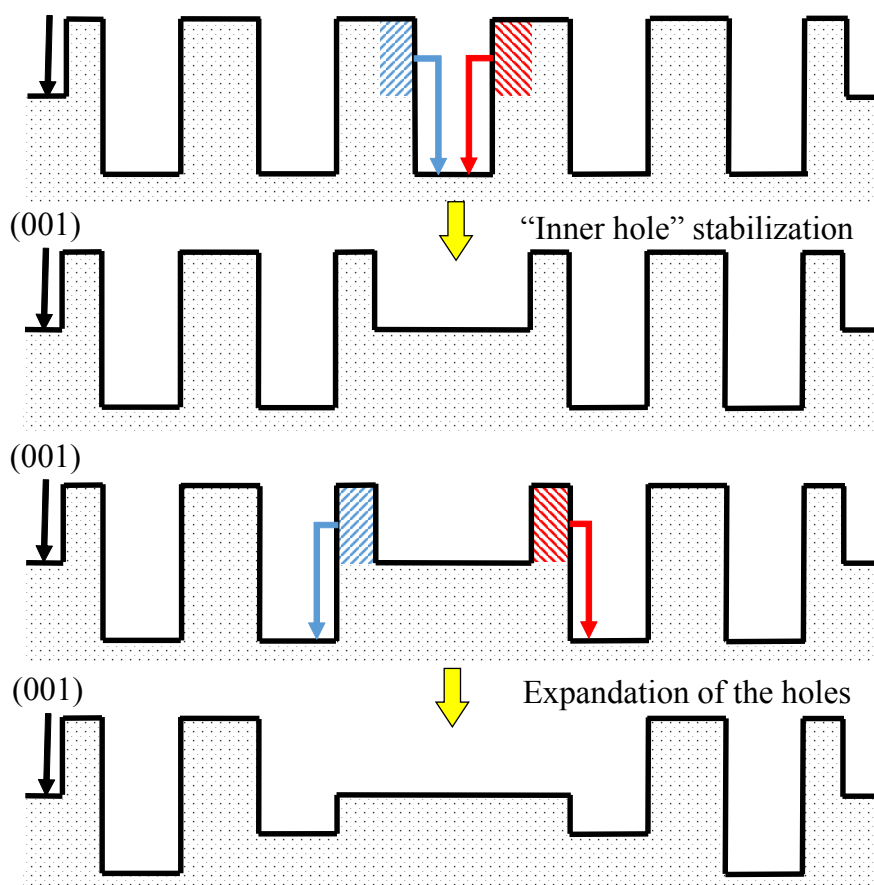 (001)
“Inner hole” stabilization
(001)
(001)
Expandation of the holes